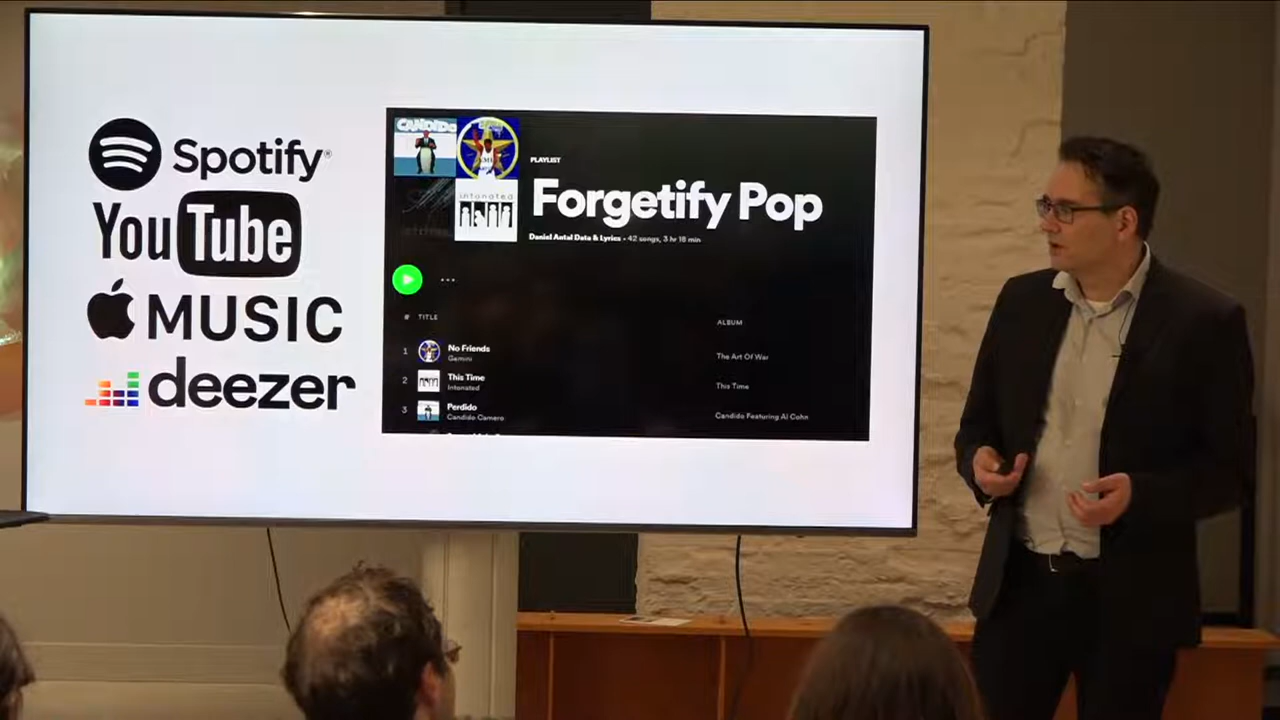 Spotify®
YouTube
MUSIC
deezer
CANDIDO
intonated
PLAYLIST
Forgetify Pop
Daniel Antal Data & Lyrics • 42 songs, 3 hr 18 min
# TITLE
ALBUM
1 No Friends
Gemini
The Art Of War
2 This Time
Intonated
This Time
3 Perdido
Candido Camero
Candido Featuring Al Cohn